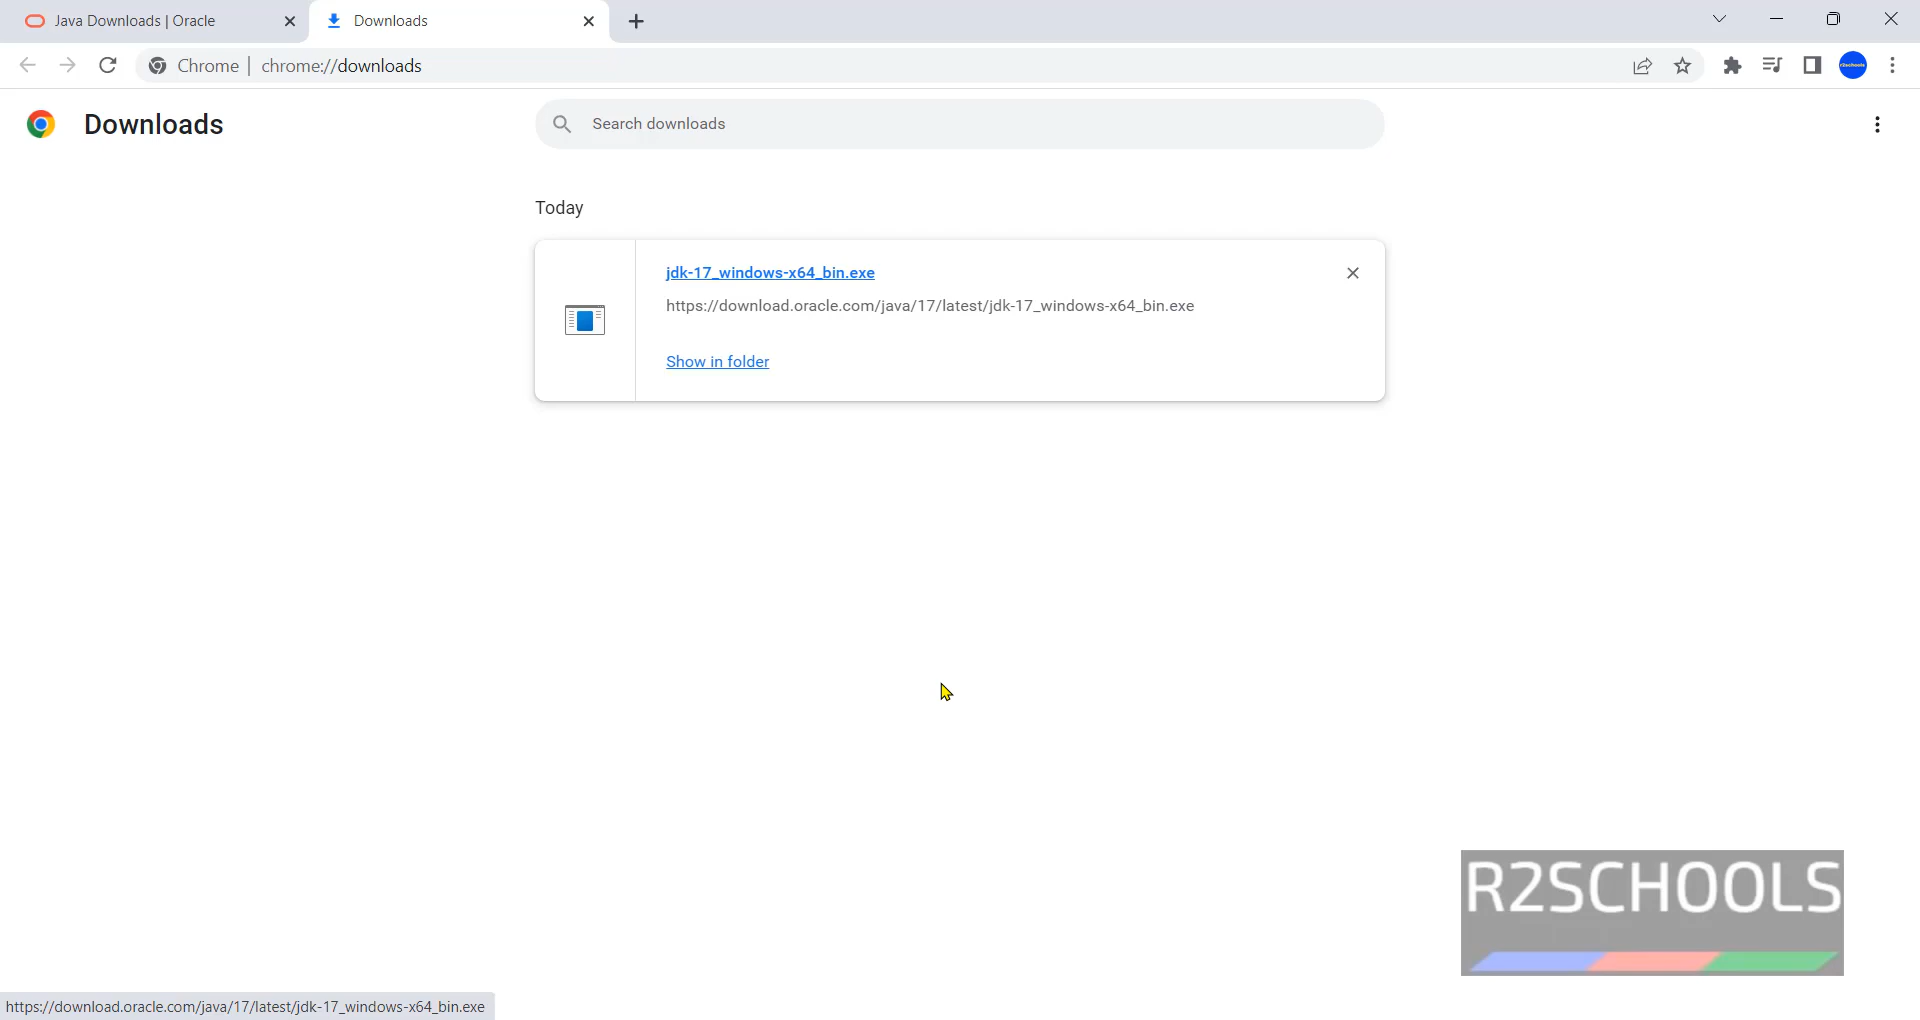 Java Downloads | Oracle
Downloads
Chrome | chrome://downloads
r2schools
Downloads
Search downloads
Today
jdk-17_windows-x64_bin.exe
https://download.oracle.com/java/17/latest/jdk-17_windows-x64_bin.exe
Show in folder
R2SCHOOLS
https://download.oracle.com/java/17/latest/jdk-17_windows-x64_bin.exe